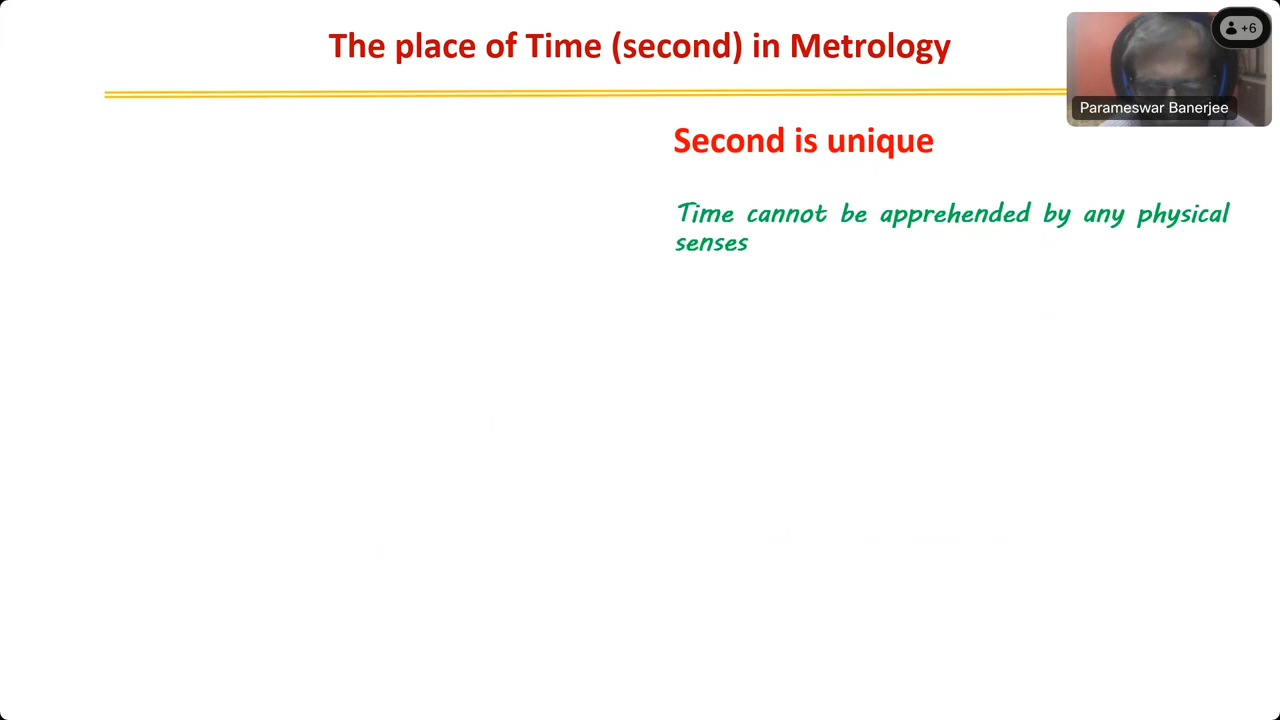 The place of Time (second) in Metrology
+6
Parameswar Banerjee
Second is unique
Time cannot be apprehended by any physical
senses